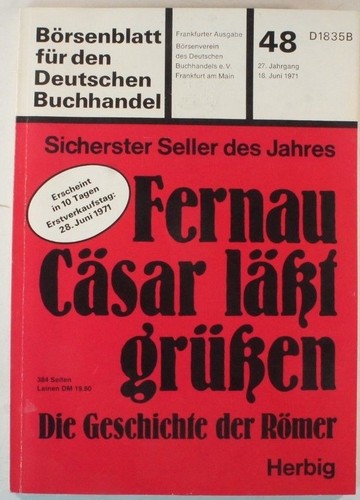 Börsenblatt
für den
Deutschen
Buchhandel
Frankfurter Ausgabe
Börsenverein
des Deutschen
Buchhandels e.V.
Frankfurt am Main
48
D1835B
27. Jahrgang
18. Juni 1971
Sicherster Seller des Jahres
Erscheint
in 10 Tagen
Erstverkaufstag:
28. Juni 1971
Fernau
Cäsar läßt
grüßen
384 Seiten
Leinen DM 19.80
Die Geschichte der Römer
Herbig